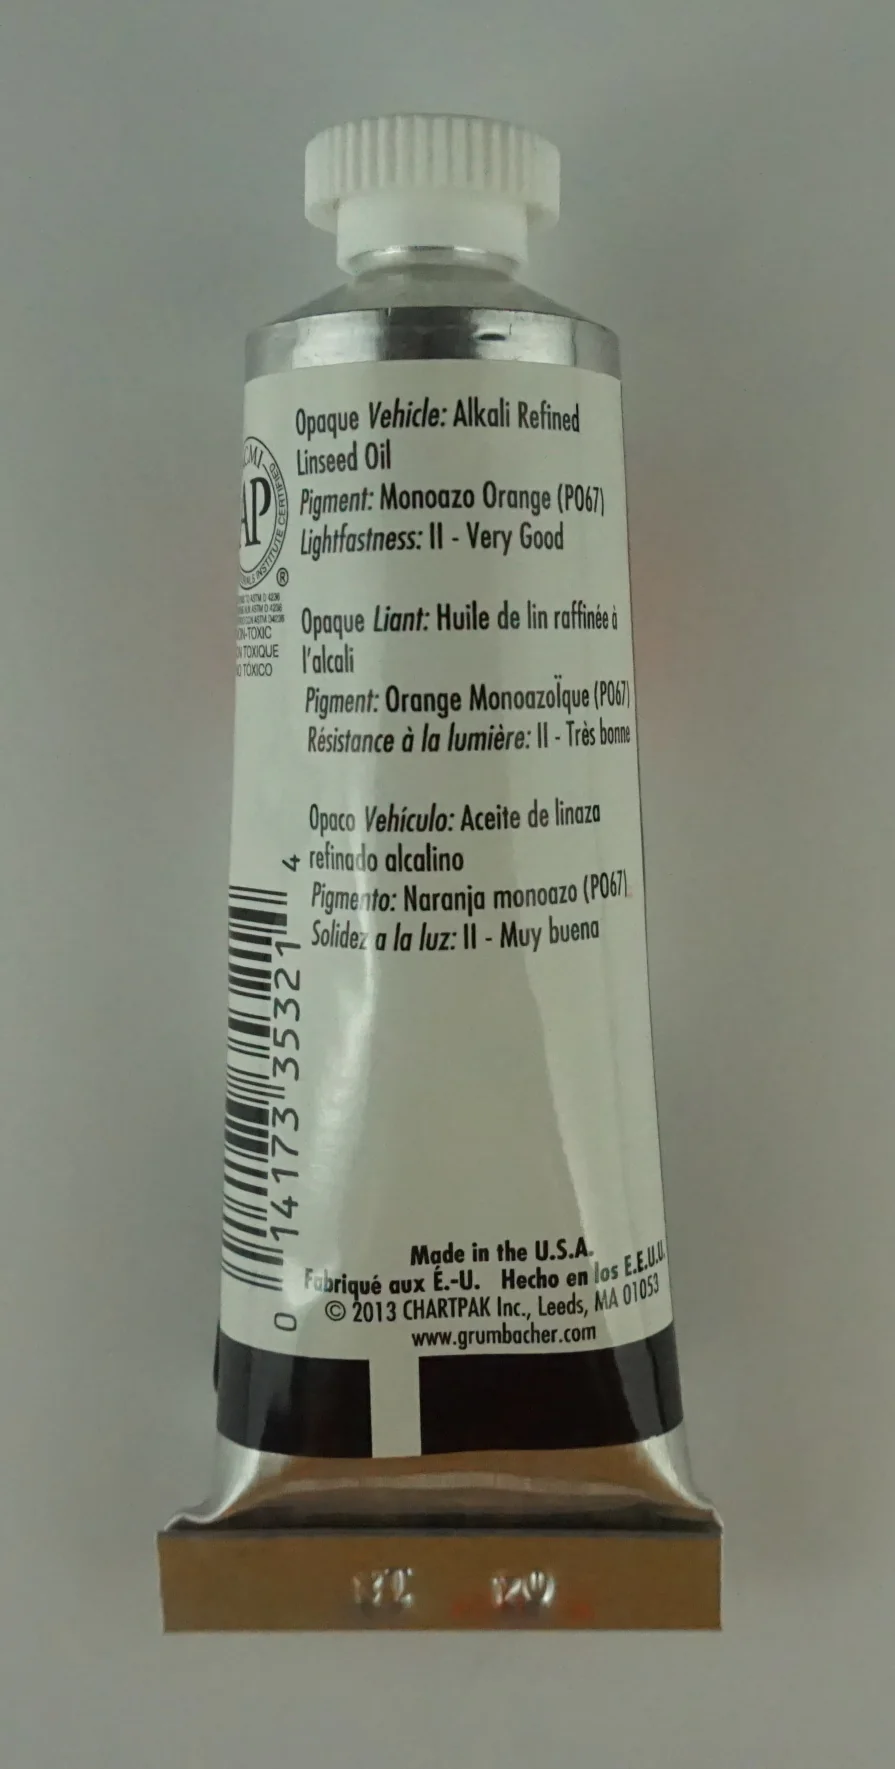 Opaque Vehicle: Alkali Refined
Linseed Oil
Pigment: Monoazo Orange (PO67)
Lightfastness: II - Very Good
Opaque Liant: Huile de lin raffinée à
l'alcali
Pigment: Orange MonoazoÏque (PO67)
Résistance à la lumière: II - Très bonne
Opaco Vehículo: Aceite de linaza
refinado alcalino
Pigmento: Naranja monoazo (PO67)
Solidez a la luz: II - Muy buena
AP
INSTITUTE CERTIFIED
®
0 14173 35321 4
Made in the U.S.A.
Fabriqué aux É.-U. Hecho en los E.E.U.U.
© 2013 CHARTPAK Inc., Leeds, MA 01053
www.grumbacher.com